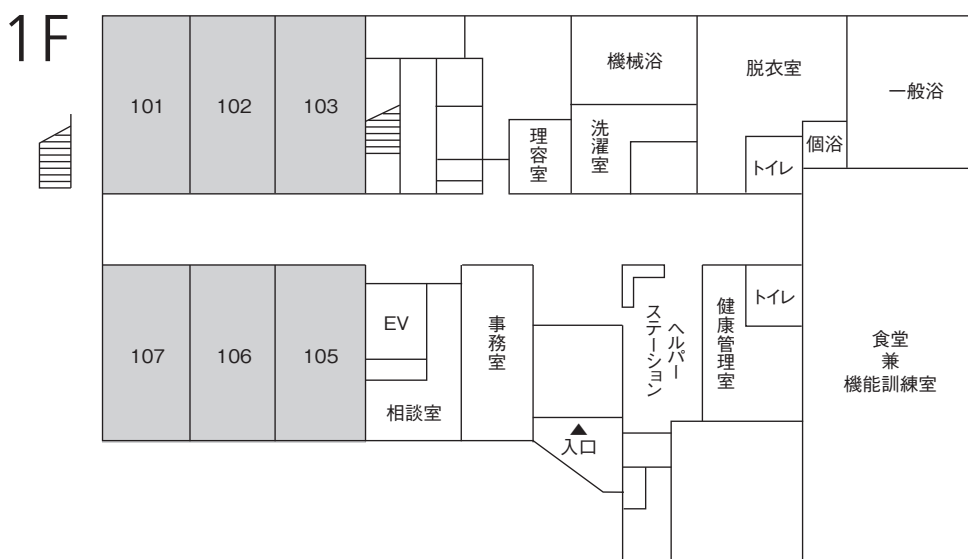 1F
機械浴
脱衣室
一般浴
101
102
103
理容室
洗濯室
個浴
トイレ
EV
事務室
ヘルパー
ステーション
健康管理室
トイレ
107
106
105
食堂
兼
機能訓練室
相談室
入口